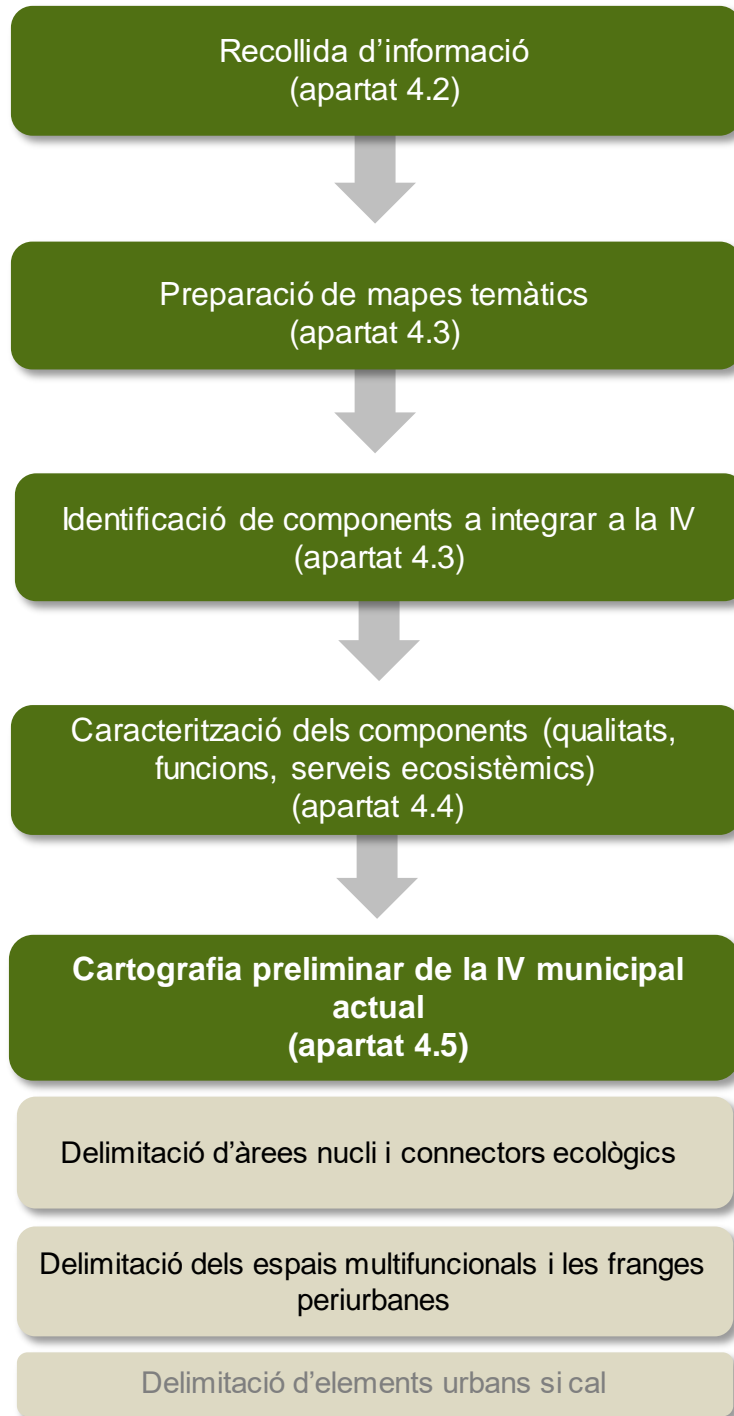 Recollida d’informació
(apartat 4.2)
Preparació de mapes temàtics
(apartat 4.3)
Identificació de components a integrar a la IV
(apartat 4.3)
Caracterització dels components (qualitats,
funcions, serveis ecosistèmics)
(apartat 4.4)
Cartografia preliminar de la IV municipal
actual
(apartat 4.5)
Delimitació d’àrees nucli i connectors ecològics
Delimitació dels espais multifuncionals i les franges
periurbanes
Delimitació d’elements urbans si cal